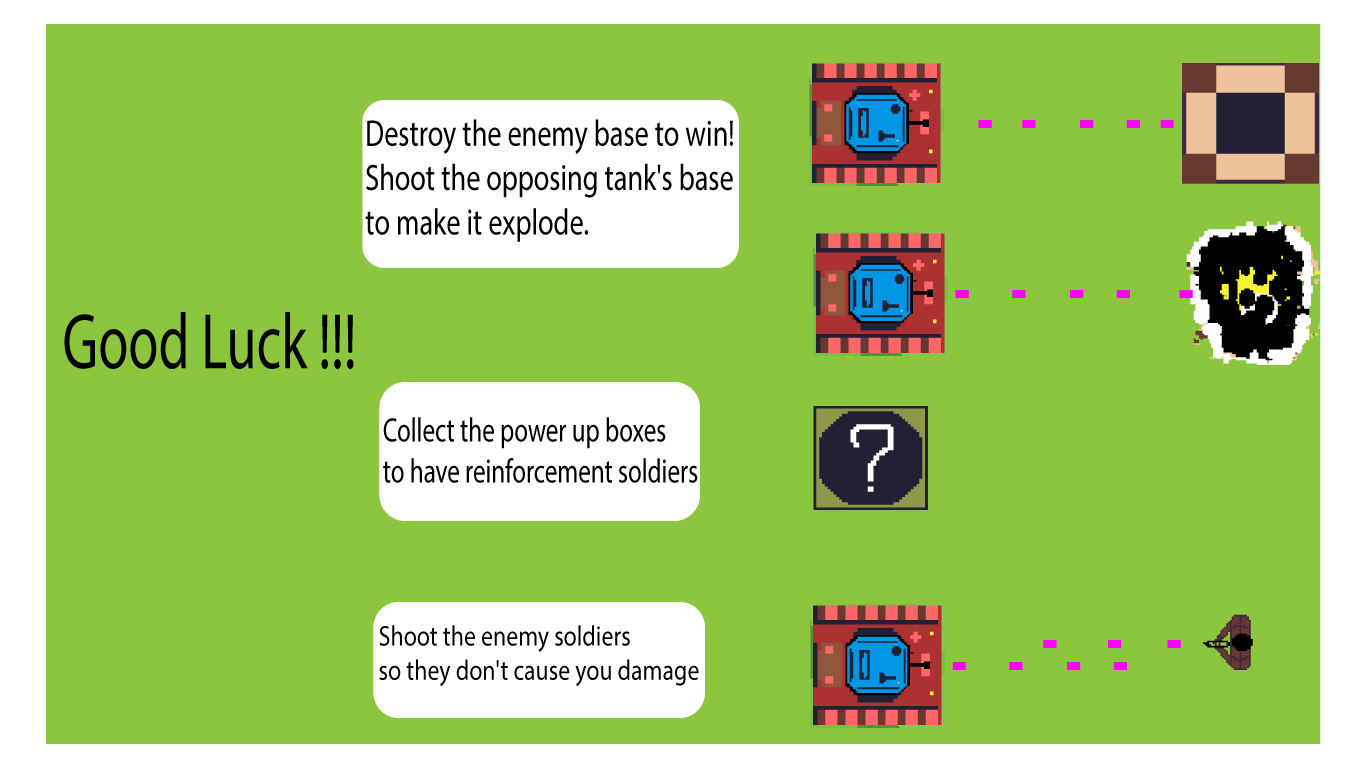 Destroy the enemy base to win!
Shoot the opposing tank's base
to make it explode.
Good Luck !!!
Collect the power up boxes
to have reinforcement soldiers
?
Shoot the enemy soldiers
so they don't cause you damage